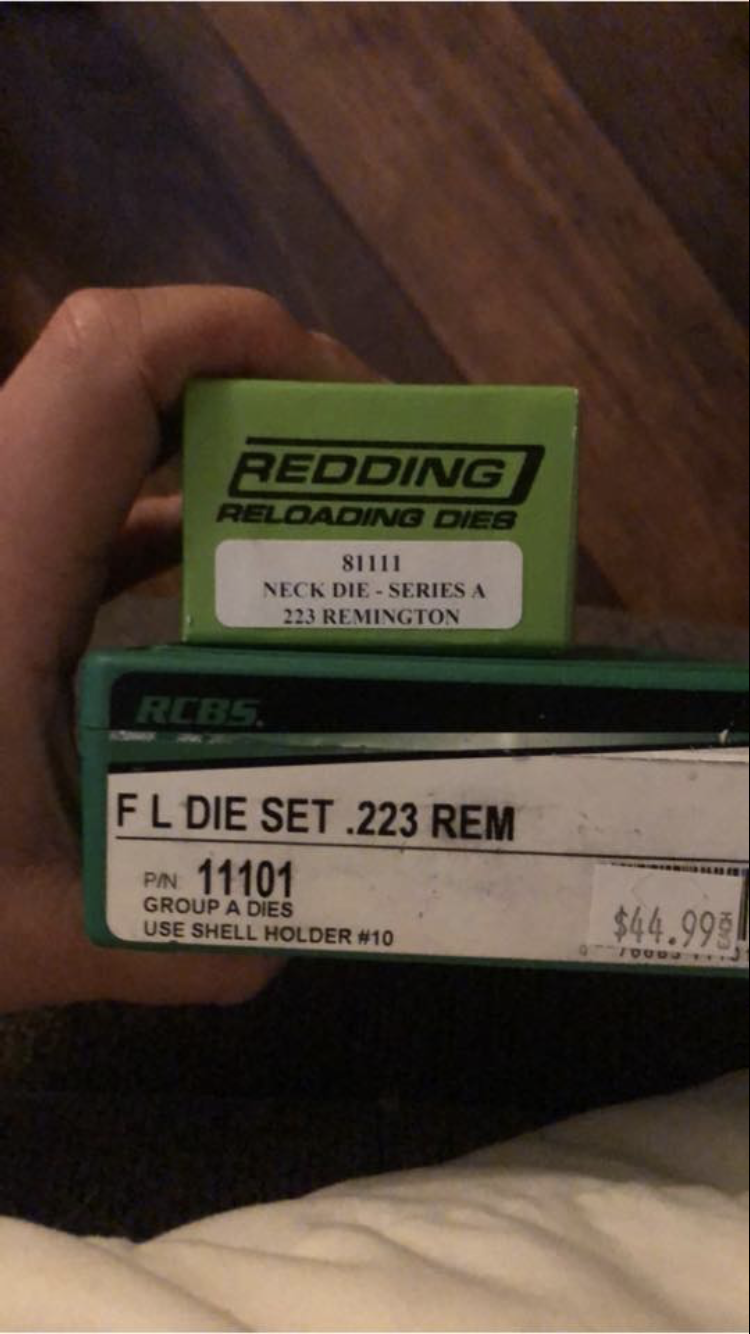 REDDING
RELOADING DIES
81111
NECK DIE - SERIES A
223 REMINGTON
RCBS.
F L DIE SET .223 REM
P/N 11101
GROUP A DIES
USE SHELL HOLDER #10
$44.99 EACH